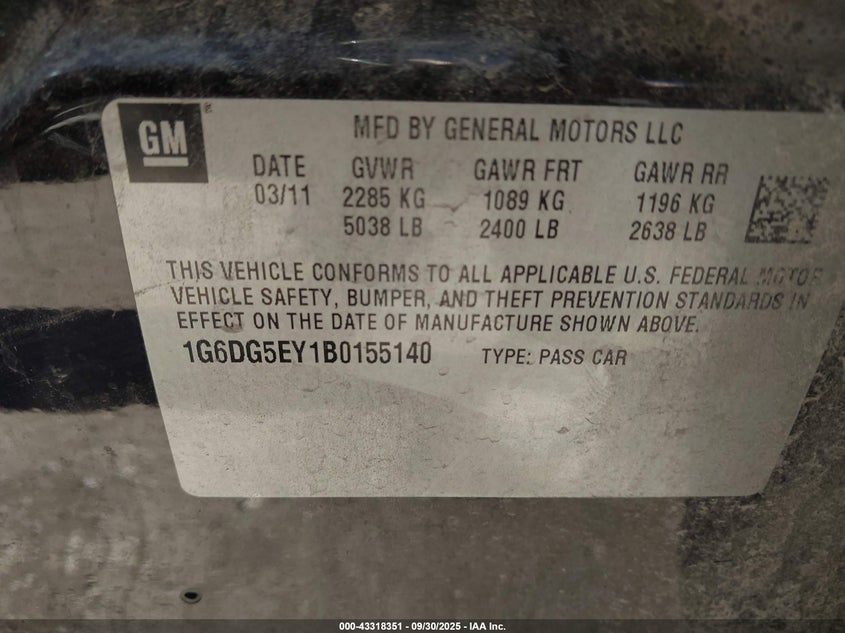 GM
MFD BY GENERAL MOTORS LLC
DATE GVWR GAWR FRT GAWR RR
03/11 2285 KG 1089 KG 1196 KG
5038 LB 2400 LB 2638 LB
THIS VEHICLE CONFORMS TO ALL APPLICABLE U.S. FEDERAL MOTOR
VEHICLE SAFETY, BUMPER, AND THEFT PREVENTION STANDARDS IN
EFFECT ON THE DATE OF MANUFACTURE SHOWN ABOVE.
1G6DG5EY1B0155140 TYPE: PASS CAR
000-43318351 - 09/30/2025 - IAA Inc.